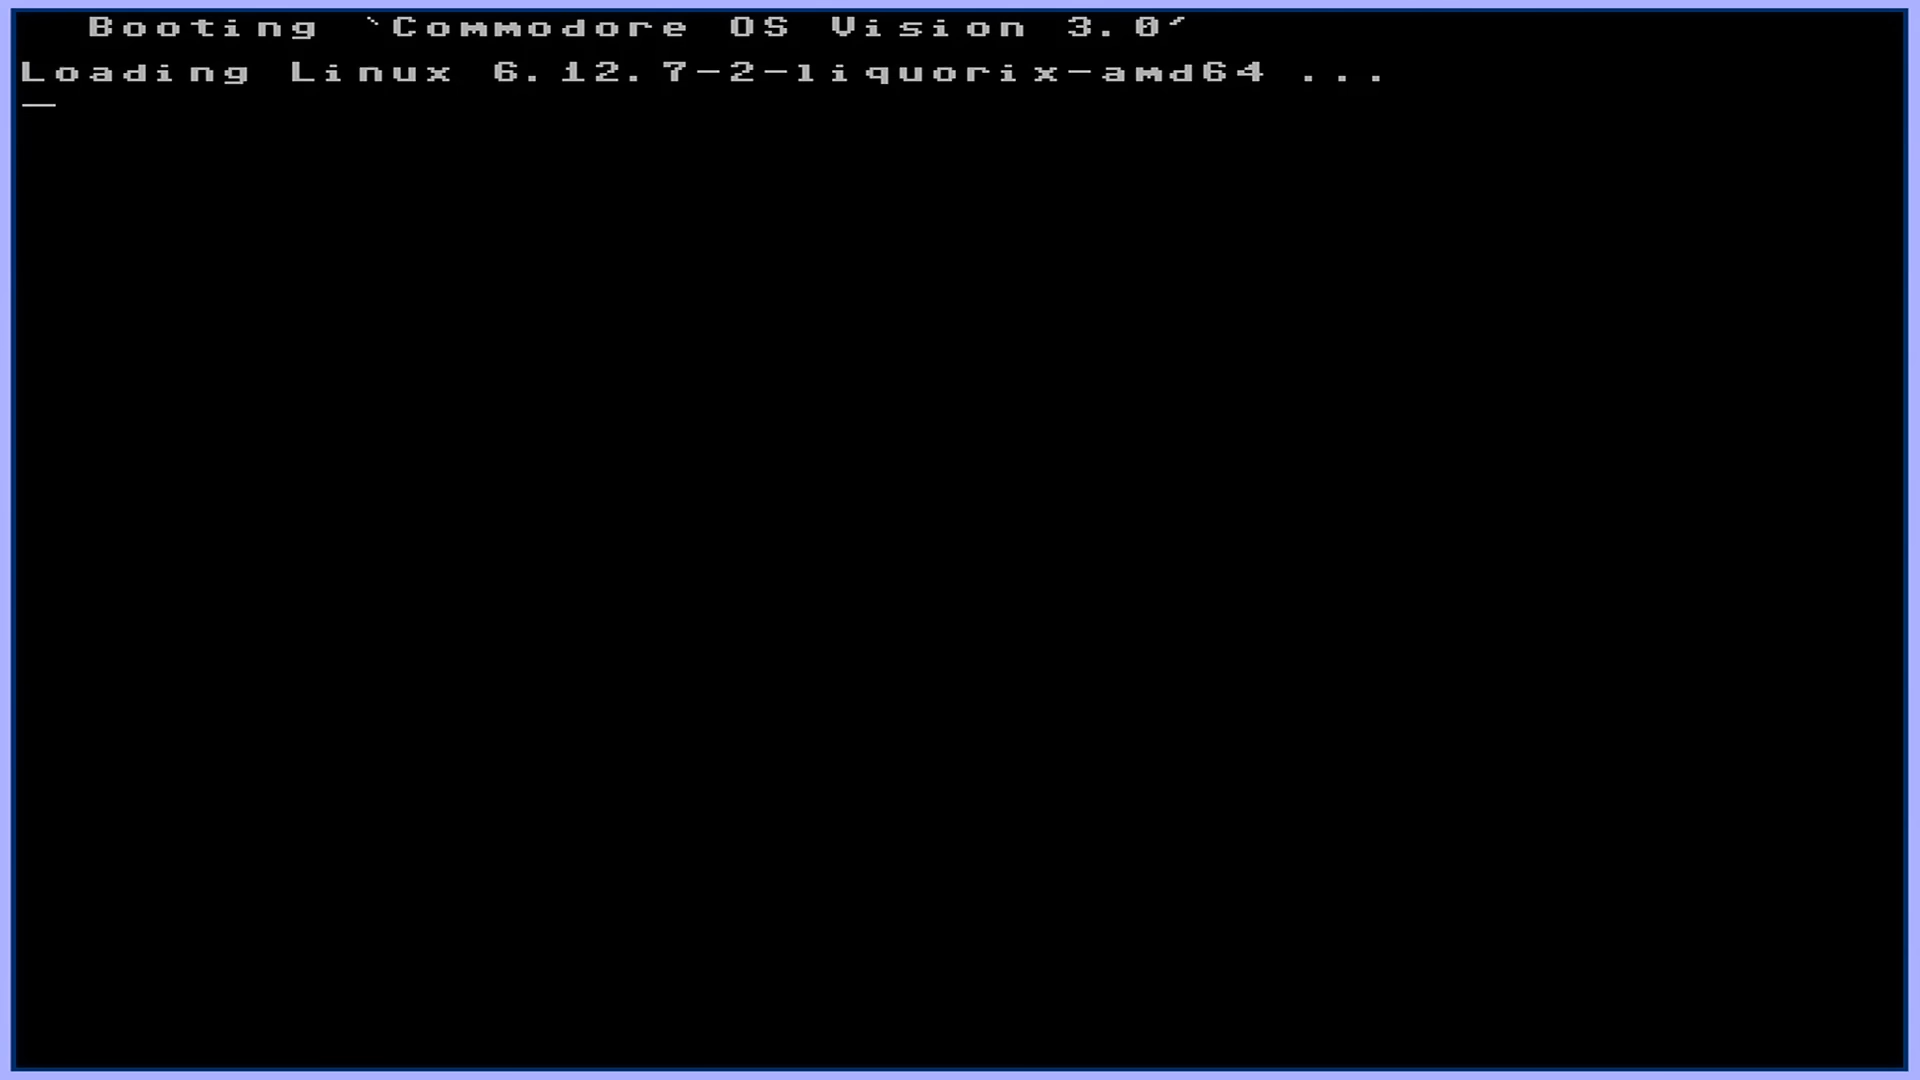 Booting `Commodore OS Vision 3.0´
Loading Linux 6.12.7-2-liquorix-amd64 ...
_